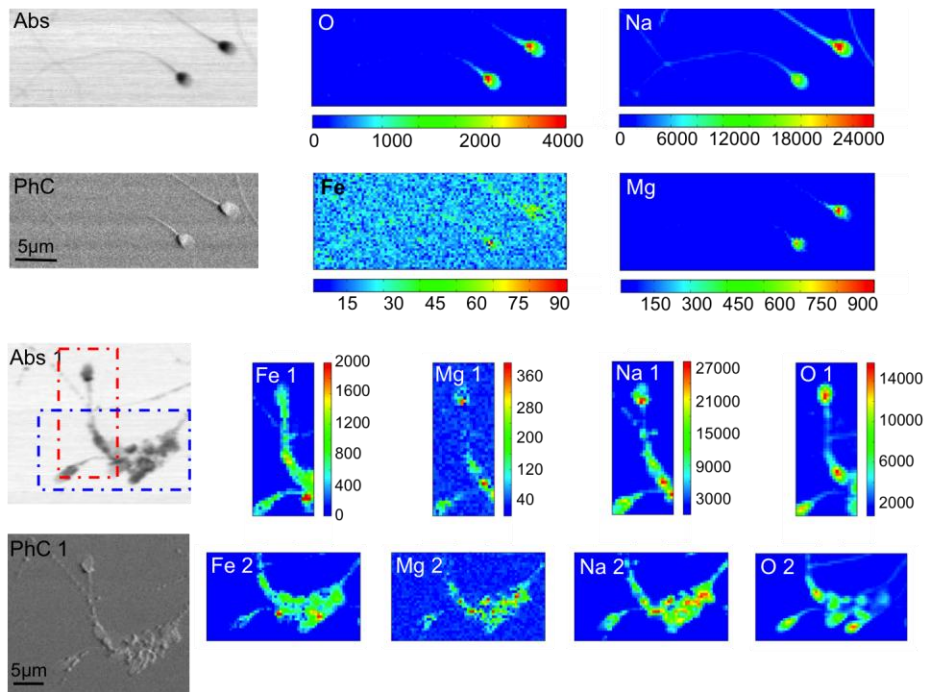 Abs
O
Na
0 1000 2000 4000
0 6000 12000 18000 24000
PhC
Fe
Mg
5µm
15 30 45 60 75 90
150 300 450 600 750 900
Abs 1
Fe 1
2000
1600
1200
800
400
0
Mg 1
360
280
200
120
40
Na 1
27000
21000
15000
9000
3000
O 1
14000
10000
6000
2000
PhC 1
5µm
Fe 2
Mg 2
Na 2
O 2